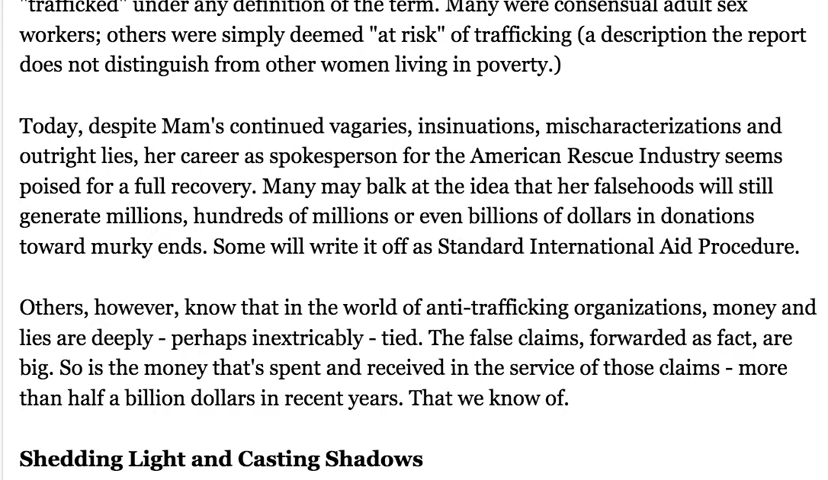 "trafficked" under any definition of the term. Many were consensual adult sex
workers; others were simply deemed "at risk" of trafficking (a description the report
does not distinguish from other women living in poverty.)
Today, despite Mam's continued vagaries, insinuations, mischaracterizations and
outright lies, her career as spokesperson for the American Rescue Industry seems
poised for a full recovery. Many may balk at the idea that her falsehoods will still
generate millions, hundreds of millions or even billions of dollars in donations
toward murky ends. Some will write it off as Standard International Aid Procedure.
Others, however, know that in the world of anti-trafficking organizations, money and
lies are deeply - perhaps inextricably - tied. The false claims, forwarded as fact, are
big. So is the money that's spent and received in the service of those claims - more
than half a billion dollars in recent years. That we know of.
Shedding Light and Casting Shadows